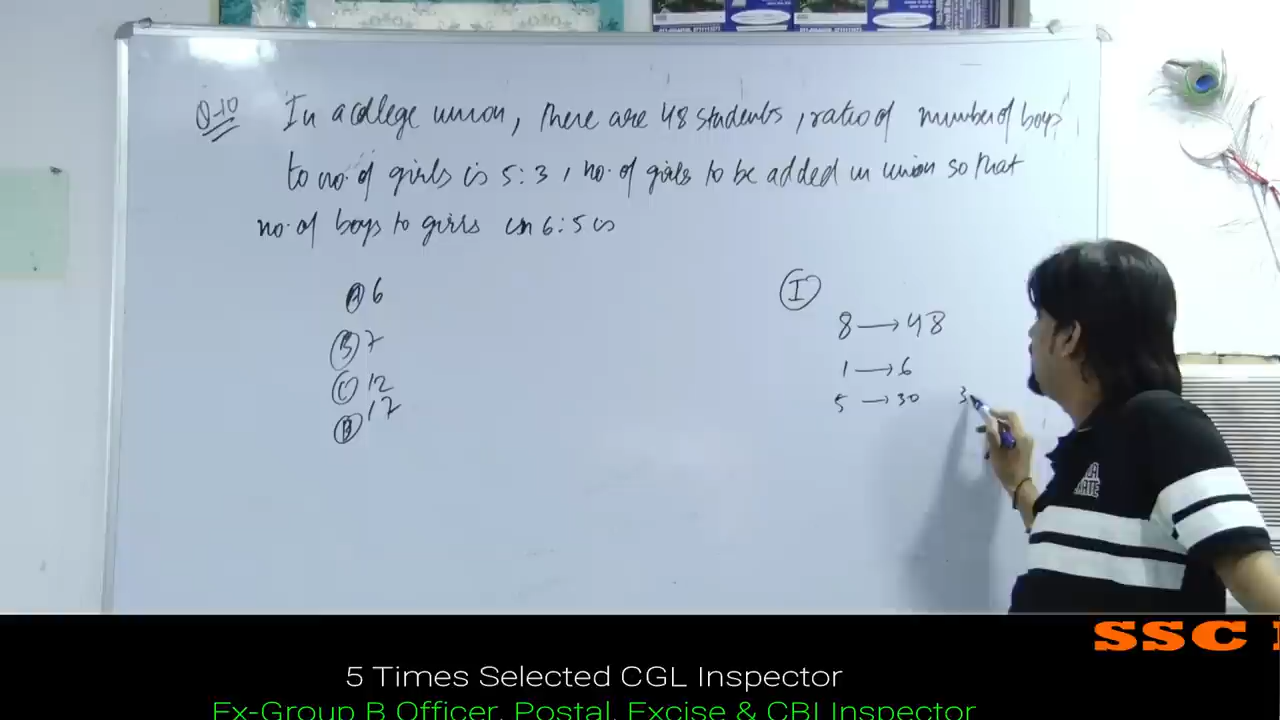 Q-10 In a college union, there are 48 students, ratio of number of boys
to no. of girls is 5:3, no. of girls to be added in union so that
no. of boys to girls is 6:5 is
(A) 6
(B) 7
(C) 12
(D) 17
(I)
8 → 48
1 → 6
5 → 30 3
SSC
5 Times Selected CGL Inspector
Ex-Group B Officer, Postal, Excise & CBI Inspector